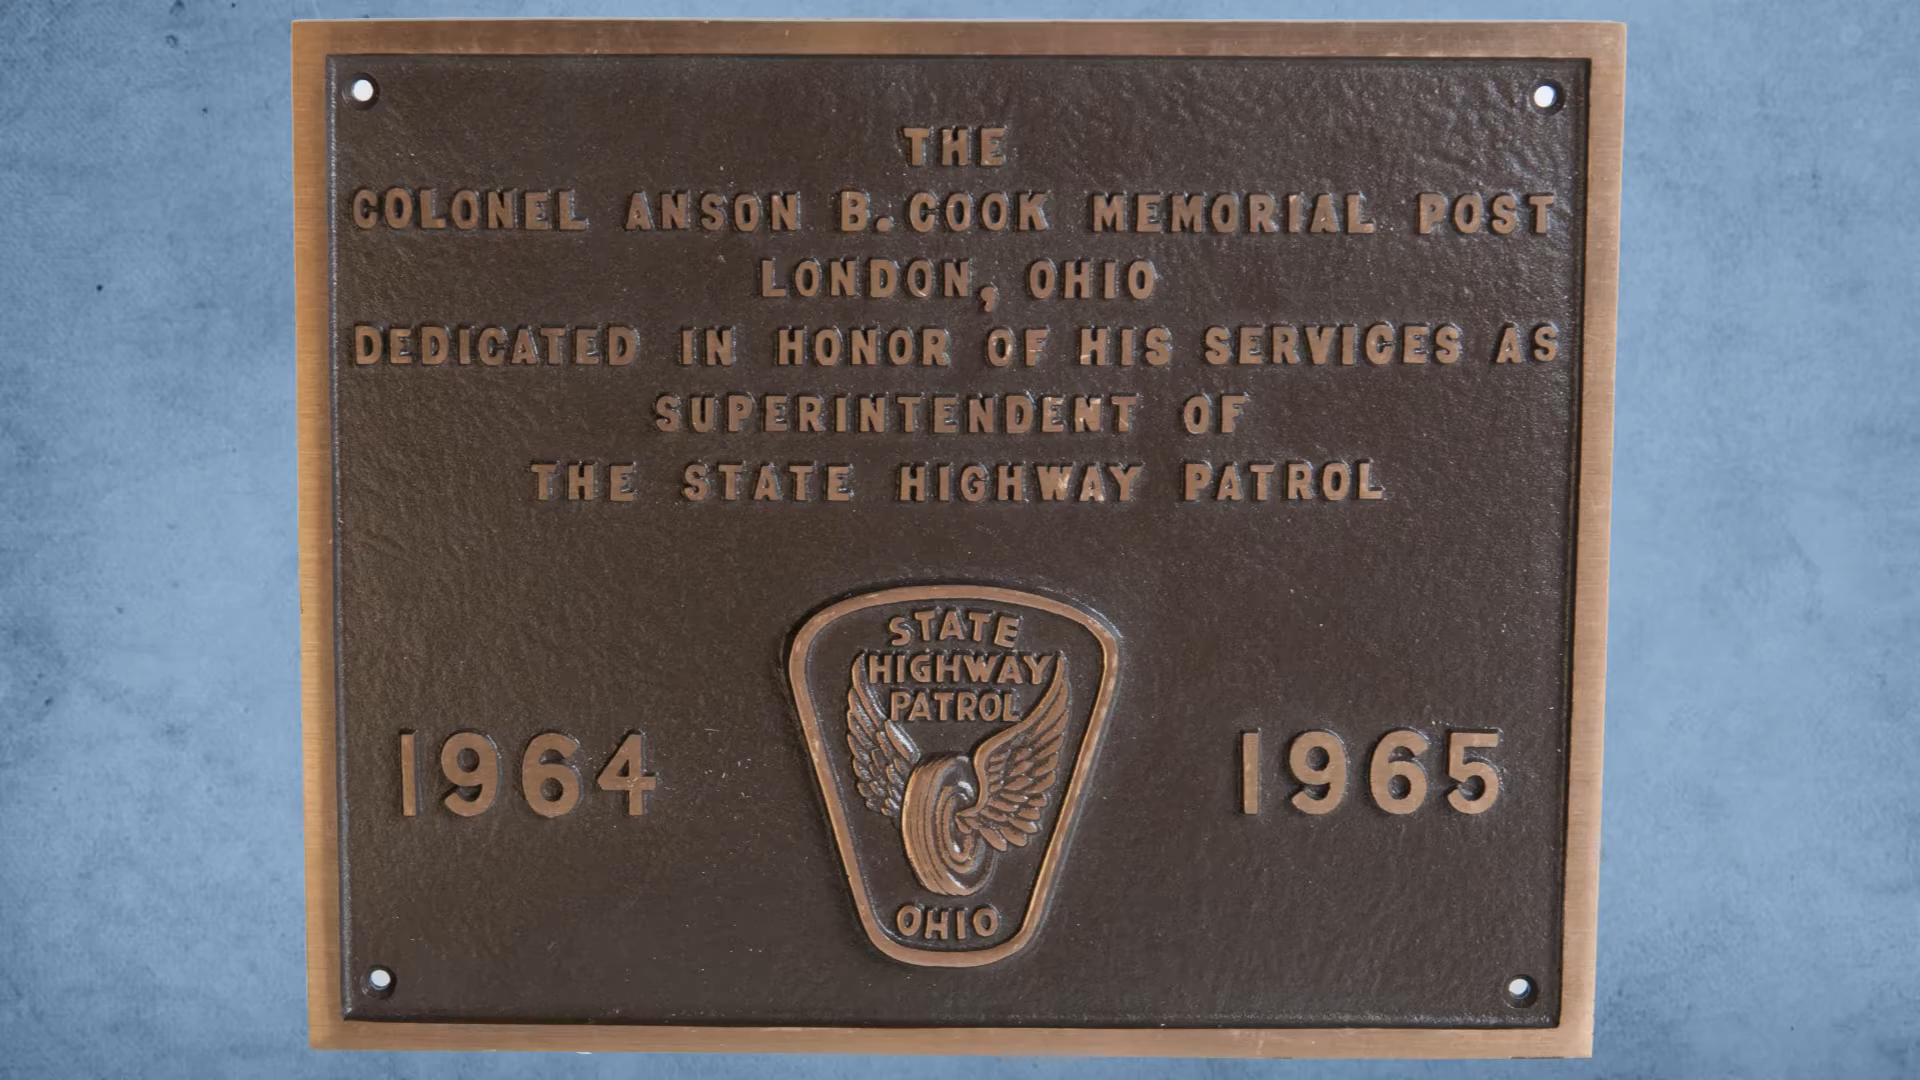 THE
COLONEL ANSON B. COOK MEMORIAL POST
LONDON, OHIO
DEDICATED IN HONOR OF HIS SERVICES AS
SUPERINTENDENT OF
THE STATE HIGHWAY PATROL
STATE
HIGHWAY
PATROL
1964 1965
OHIO